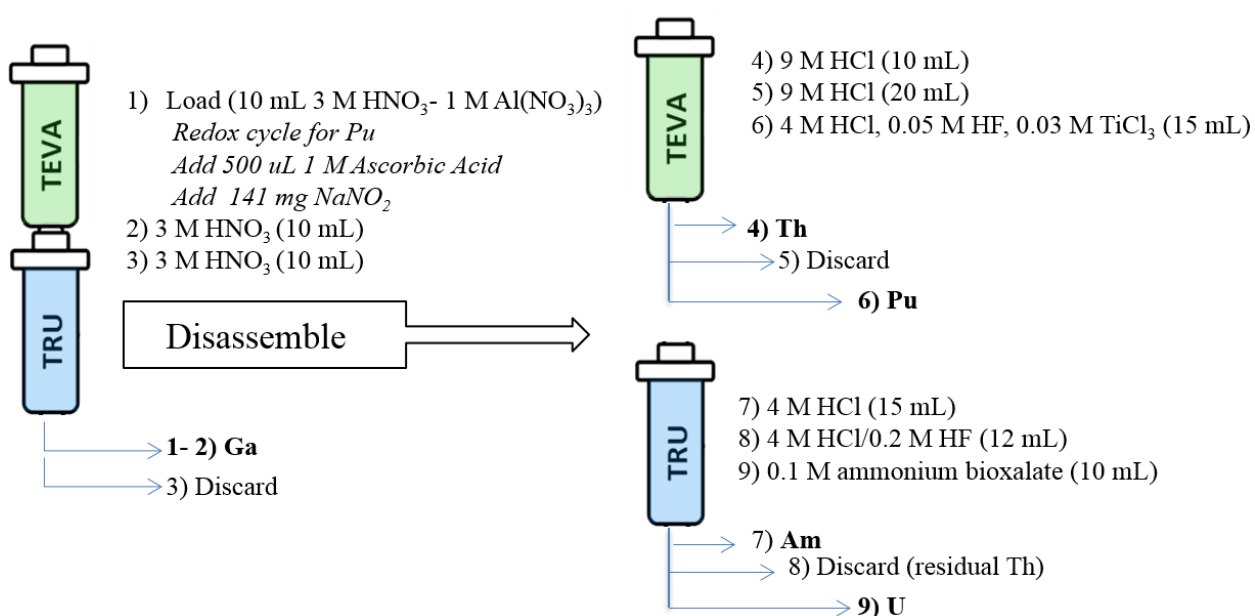 TEVA
TRU
1) Load (10 mL 3 M HNO₃- 1 M Al(NO₃)₃)
Redox cycle for Pu
Add 500 uL 1 M Ascorbic Acid
Add 141 mg NaNO₂
2) 3 M HNO₃ (10 mL)
3) 3 M HNO₃ (10 mL)
Disassemble
1- 2) Ga
3) Discard
TEVA
4) 9 M HCl (10 mL)
5) 9 M HCl (20 mL)
6) 4 M HCl, 0.05 M HF, 0.03 M TiCl₃ (15 mL)
4) Th
5) Discard
6) Pu
TRU
7) 4 M HCl (15 mL)
8) 4 M HCl/0.2 M HF (12 mL)
9) 0.1 M ammonium bioxalate (10 mL)
7) Am
8) Discard (residual Th)
9) U